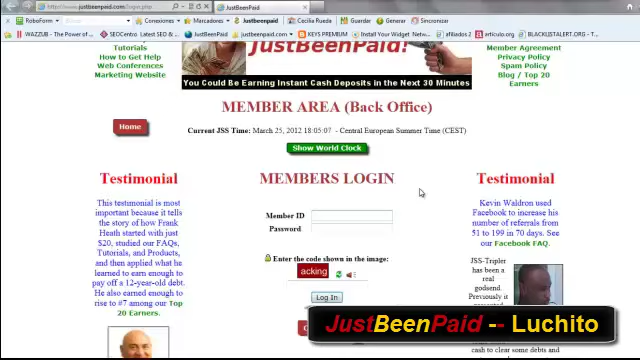 http://www.justbeenpaid.com/login.php
JustBeenPaid
RoboForm
Conexiones
Marcadores
Justbeenpaid
Cecilia Rueda
Generar
Sincronizar
WAZZUB - The Power of ...
SEOCentro Latest SEO & ...
JustBeenPaid
Facebook
KEYS PREMIUM
Install Your Widget, Netw...
afiliados 2
articulo.org
BLACKLISTALERT.ORG - T...
Tutorials
How to Get Help
Web Conferences
Marketing Website
JustBeenPaid!
You Could Be Earning Instant Cash Deposits in the Next 30 Minutes
Member Agreement
Privacy Policy
Spam Policy
Blog / Top 20
Earners
Home
MEMBER AREA (Back Office)
Current JSS Time: March 25, 2012 18:05:07 - Central European Summer Time (CEST)
Show World Clock
Testimonial
This testimonial is most
important because it tells
the story of how Frank
Heath started with just
$20, studied our FAQs,
Tutorials, and Products,
and then applied what he
learned to earn enough to
pay off a 12-year-old debt.
He also earned enough to
rise to #7 among our Top
20 Earners.
MEMBERS LOGIN
Member ID
Password
Enter the code shown in the image:
acking
Log In
Testimonial
Kevin Waldron used
Facebook to increase his
number of referrals from
51 to 199 in 70 days. See
our Facebook FAQ.
JSS-Tripler
has been a
real
godsend.
Previously it
cash to clear some debts and
JustBeenPaid -- Luchito